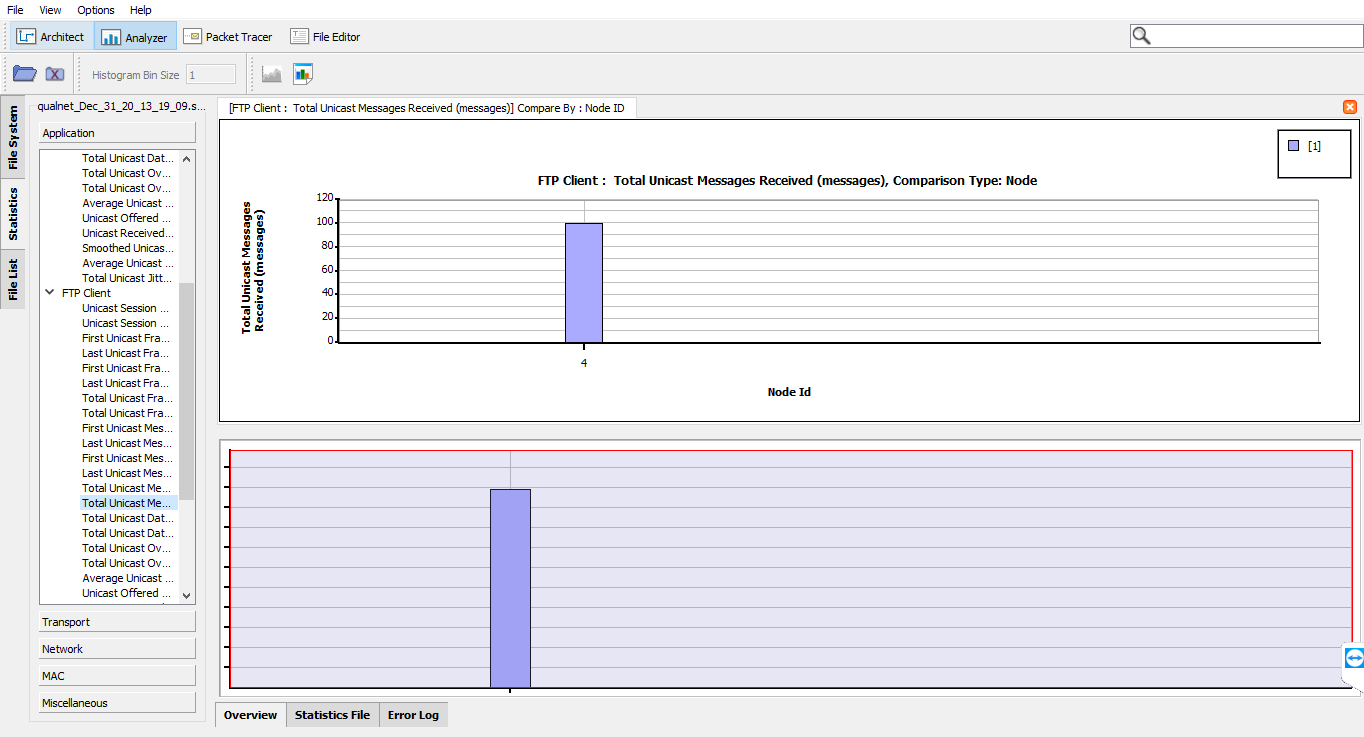 File View Options Help
Architect Analyzer Packet Tracer File Editor
Histogram Bin Size 1
File System
Statistics
File List
qualnet_Dec_31_20_13_19_09.s...
Application
Total Unicast Dat...
Total Unicast Ov...
Total Unicast Ov...
Average Unicast ...
Unicast Offered ...
Unicast Received...
Smoothed Unicas...
Average Unicast ...
Total Unicast Jitt...
FTP Client
Unicast Session ...
Unicast Session ...
First Unicast Fra...
Last Unicast Fra...
First Unicast Fra...
Last Unicast Fra...
Total Unicast Fra...
Total Unicast Fra...
First Unicast Mes...
Last Unicast Mes...
First Unicast Mes...
Last Unicast Mes...
Total Unicast Me...
Total Unicast Me...
Total Unicast Dat...
Total Unicast Dat...
Total Unicast Ov...
Total Unicast Ov...
Average Unicast ...
Unicast Offered ...
Transport
Network
MAC
Miscellaneous
[FTP Client : Total Unicast Messages Received (messages)] Compare By : Node ID
[1]
FTP Client : Total Unicast Messages Received (messages), Comparison Type: Node
Total Unicast Messages
Received (messages)
120
100
80
60
40
20
0
4
Node Id
Overview Statistics File Error Log